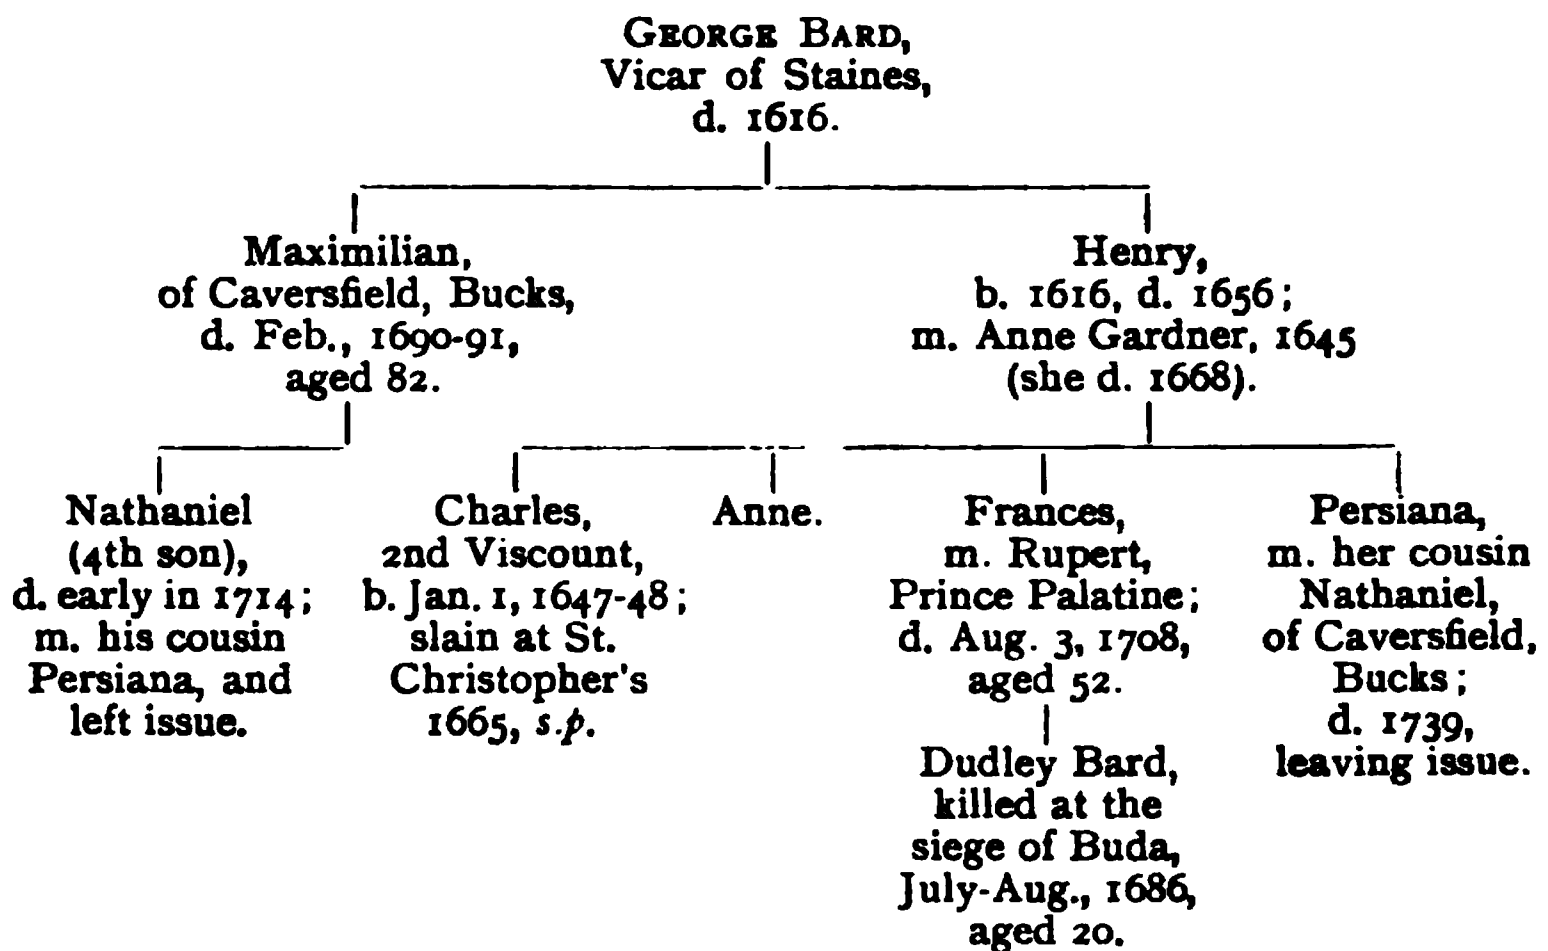 GEORGE BARD,
Vicar of Staines,
d. 1616.
Maximilian,
of Caversfield, Bucks,
d. Feb., 1690-91,
aged 82.
Henry,
b. 1616, d. 1656;
m. Anne Gardner, 1645
(she d. 1668).
Nathaniel
(4th son),
d. early in 1714;
m. his cousin
Persiana, and
left issue.
Charles,
2nd Viscount,
b. Jan. 1, 1647-48;
slain at St.
Christopher's
1665, s.p.
Anne.
Frances,
m. Rupert,
Prince Palatine;
d. Aug. 3, 1708,
aged 52.
Dudley Bard,
killed at the
siege of Buda,
July-Aug., 1686,
aged 20.
Persiana,
m. her cousin
Nathaniel,
of Caversfield,
Bucks;
d. 1739,
leaving issue.